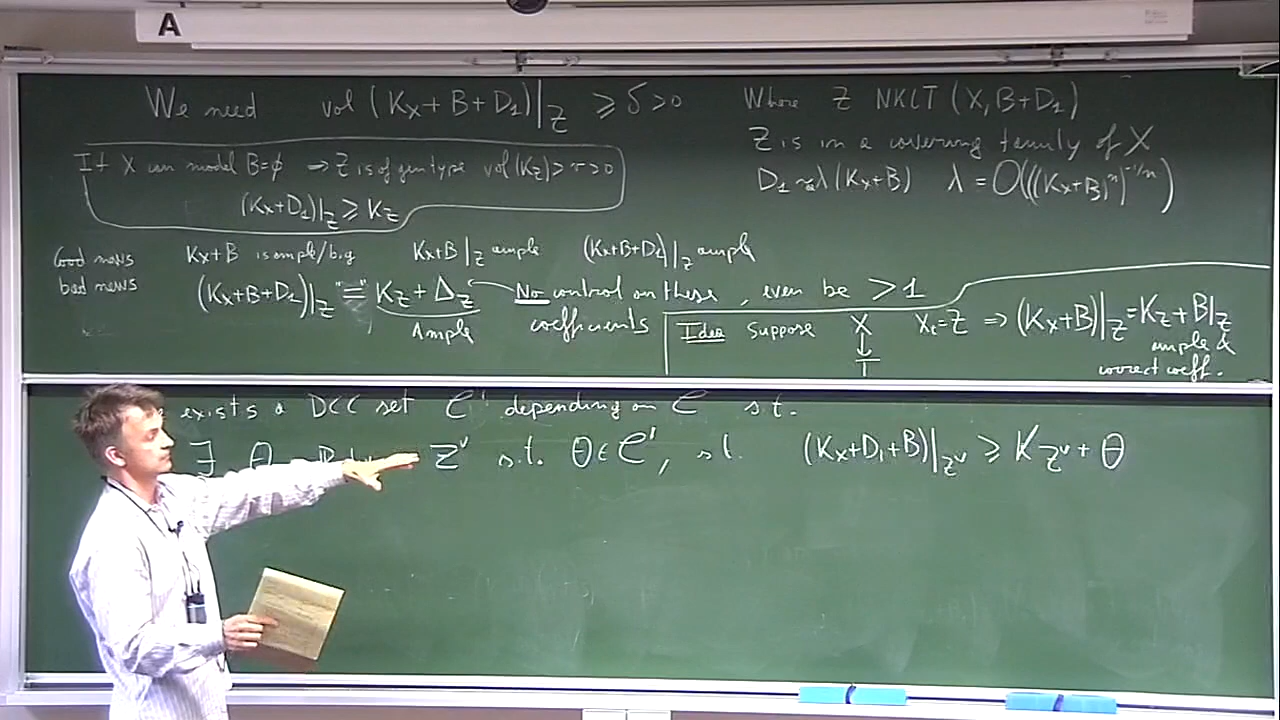 A
We need vol (K_X + B + D_1)|_Z ≥ δ > 0
Where Z NKLT (X, B+D_1)
Z is in a covering family of X
D_1 ~ λ(K_X+B) λ = O(((K_X+B)^n)^{-1/n})
If X can model B=∅ ⇒ Z is of gen type vol(K_Z) > τ > 0
(K_X+D_1)|_Z ≥ K_Z
Good news K_X+B is ample/big K_X+B|_Z ample (K_X+B+D_1)|_Z ample
bad news (K_X+B+D_1)|_Z "=" K_Z + Δ_Z No control on these, even be > 1
Ample coefficients
Idea Suppose X ↓ T X_t = Z ⇒ (K_X+B)|_Z = K_Z + B|_Z
ample & correct coeff.
exists a DCC set C' depending on C s.t.
∃ Θ Z^ν s.t. Θ ∈ C', s.t. (K_X+D_1+B)|_{Z^ν} ≥ K_{Z^ν} + Θ